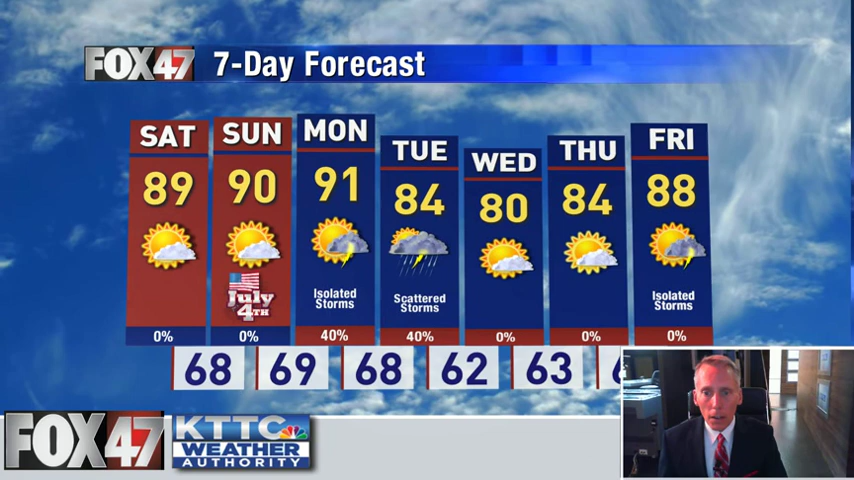 FOX47 7-Day Forecast
SAT SUN MON TUE WED THU FRI
89 90 91 84 80 84 88
July
4TH
Isolated
Storms
Scattered
Storms
Isolated
Storms
0% 0% 40% 40% 0% 0% 0%
68 69 68 62 63
FOX47
KTTC
WEATHER
AUTHORITY